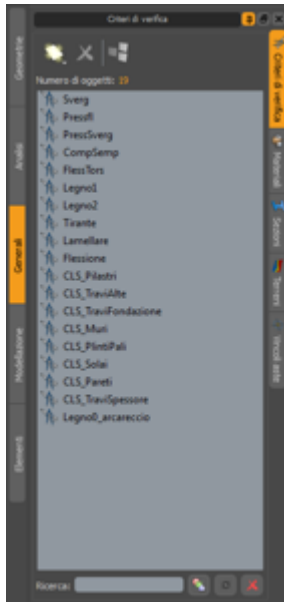 Criteri di verifica
Numero di oggetti: 19
Sverg
Pressfl
PressSverg
CompSemp
FlessTors
Legno1
Legno2
Tirante
Lamellare
Flessione
CLS_Pilastri
CLS_TraviAlte
CLS_TraviFondazione
CLS_Muri
CLS_PlintiPali
CLS_Solai
CLS_Pareti
CLS_TraviSpessore
Legno0_arcareccio
Ricerca:
Geometrie
Analisi
Generali
Modellazione
Elementi
Criteri di verifica
Materiali
Sezioni
Terreni
Vincoli aste